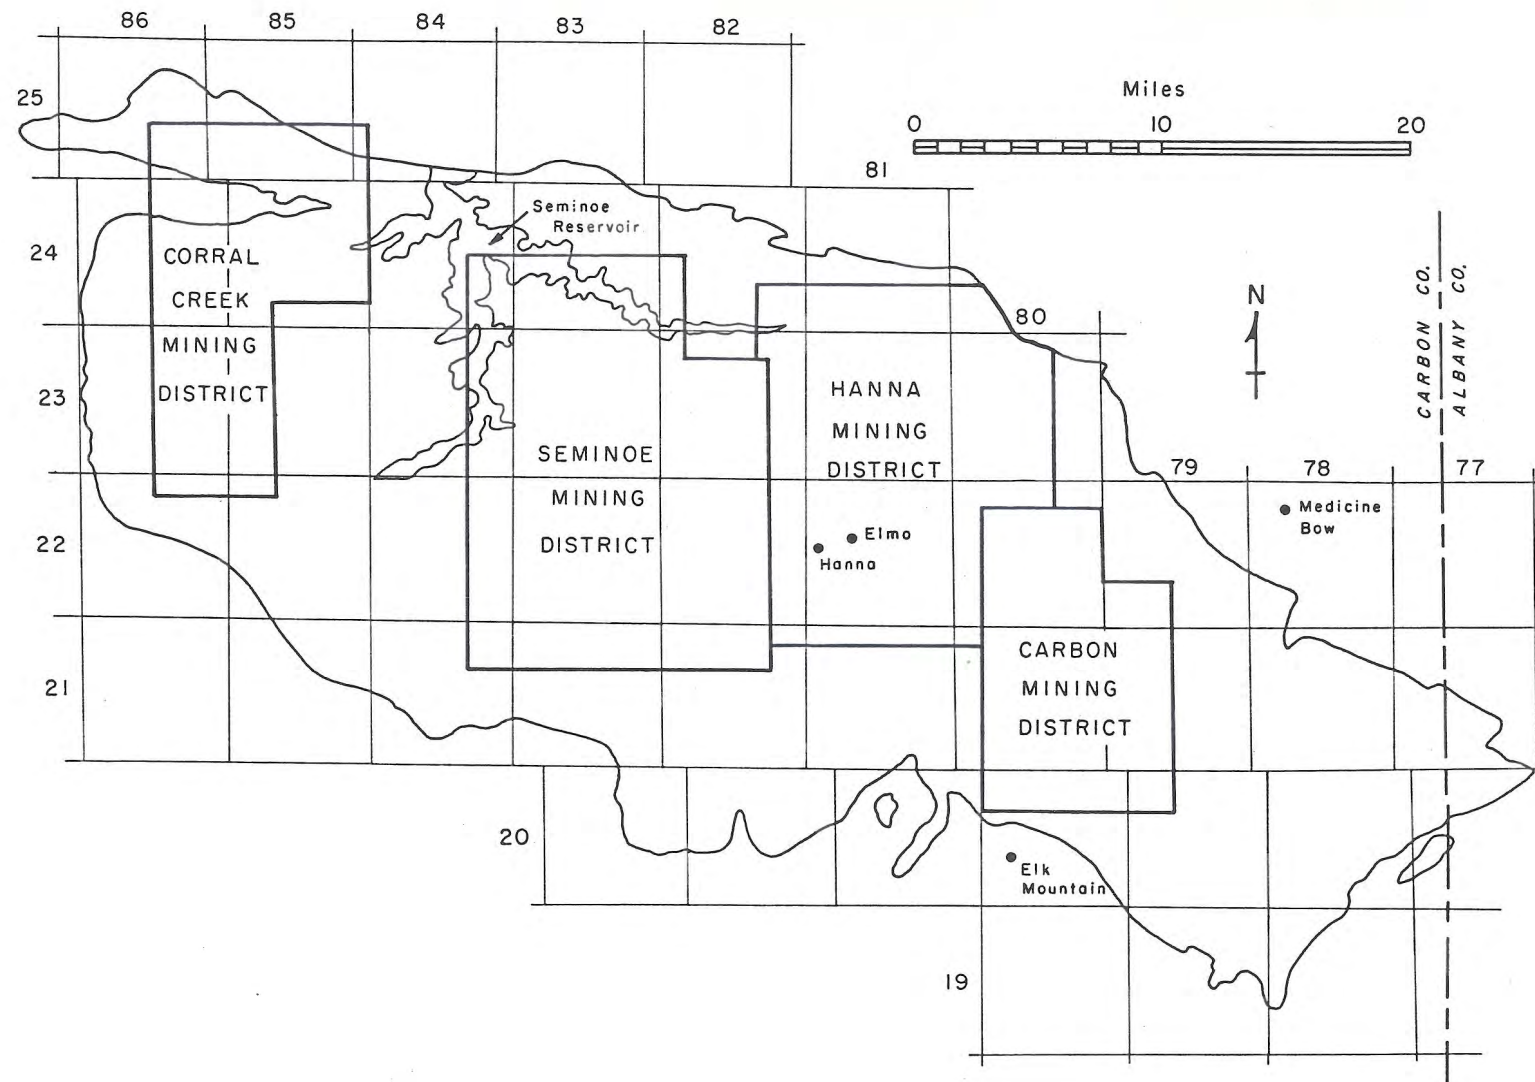 86 85 84 83 82
25
Miles
0 10 20
81
Seminoe
Reservoir
24
CORRAL
CREEK
MINING
DISTRICT
CARBON CO.
ALBANY CO.
N
80
23
HANNA
MINING
DISTRICT
SEMINOE
MINING
DISTRICT
79 78 77
Medicine
Bow
22
Elmo
Hanna
CARBON
MINING
DISTRICT
21
20
Elk
Mountain
19